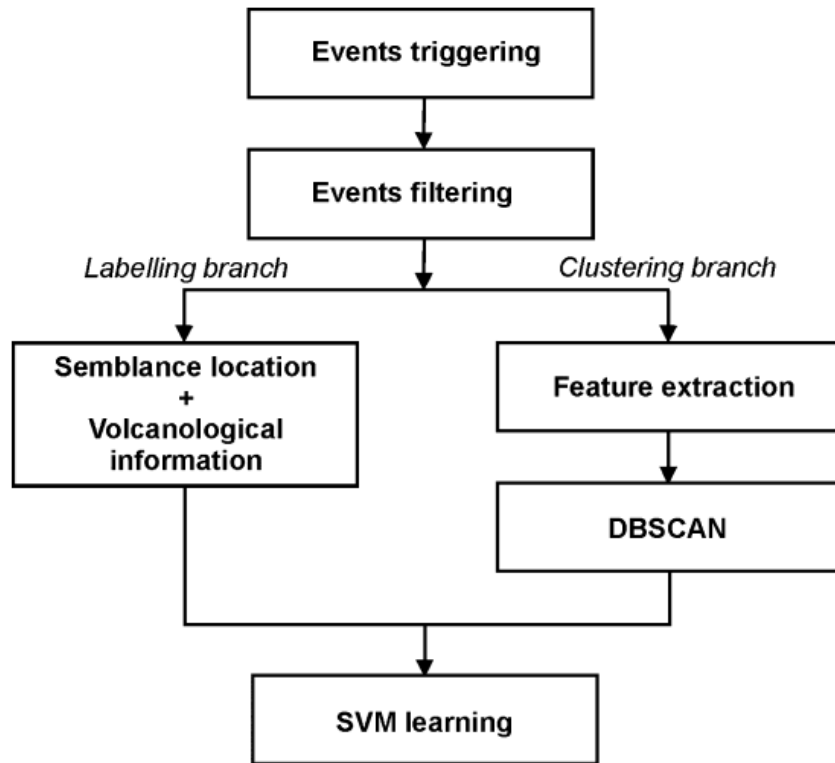 Events triggering
Events filtering
Labelling branch
Clustering branch
Semblance location
+
Volcanological
information
Feature extraction
DBSCAN
SVM learning